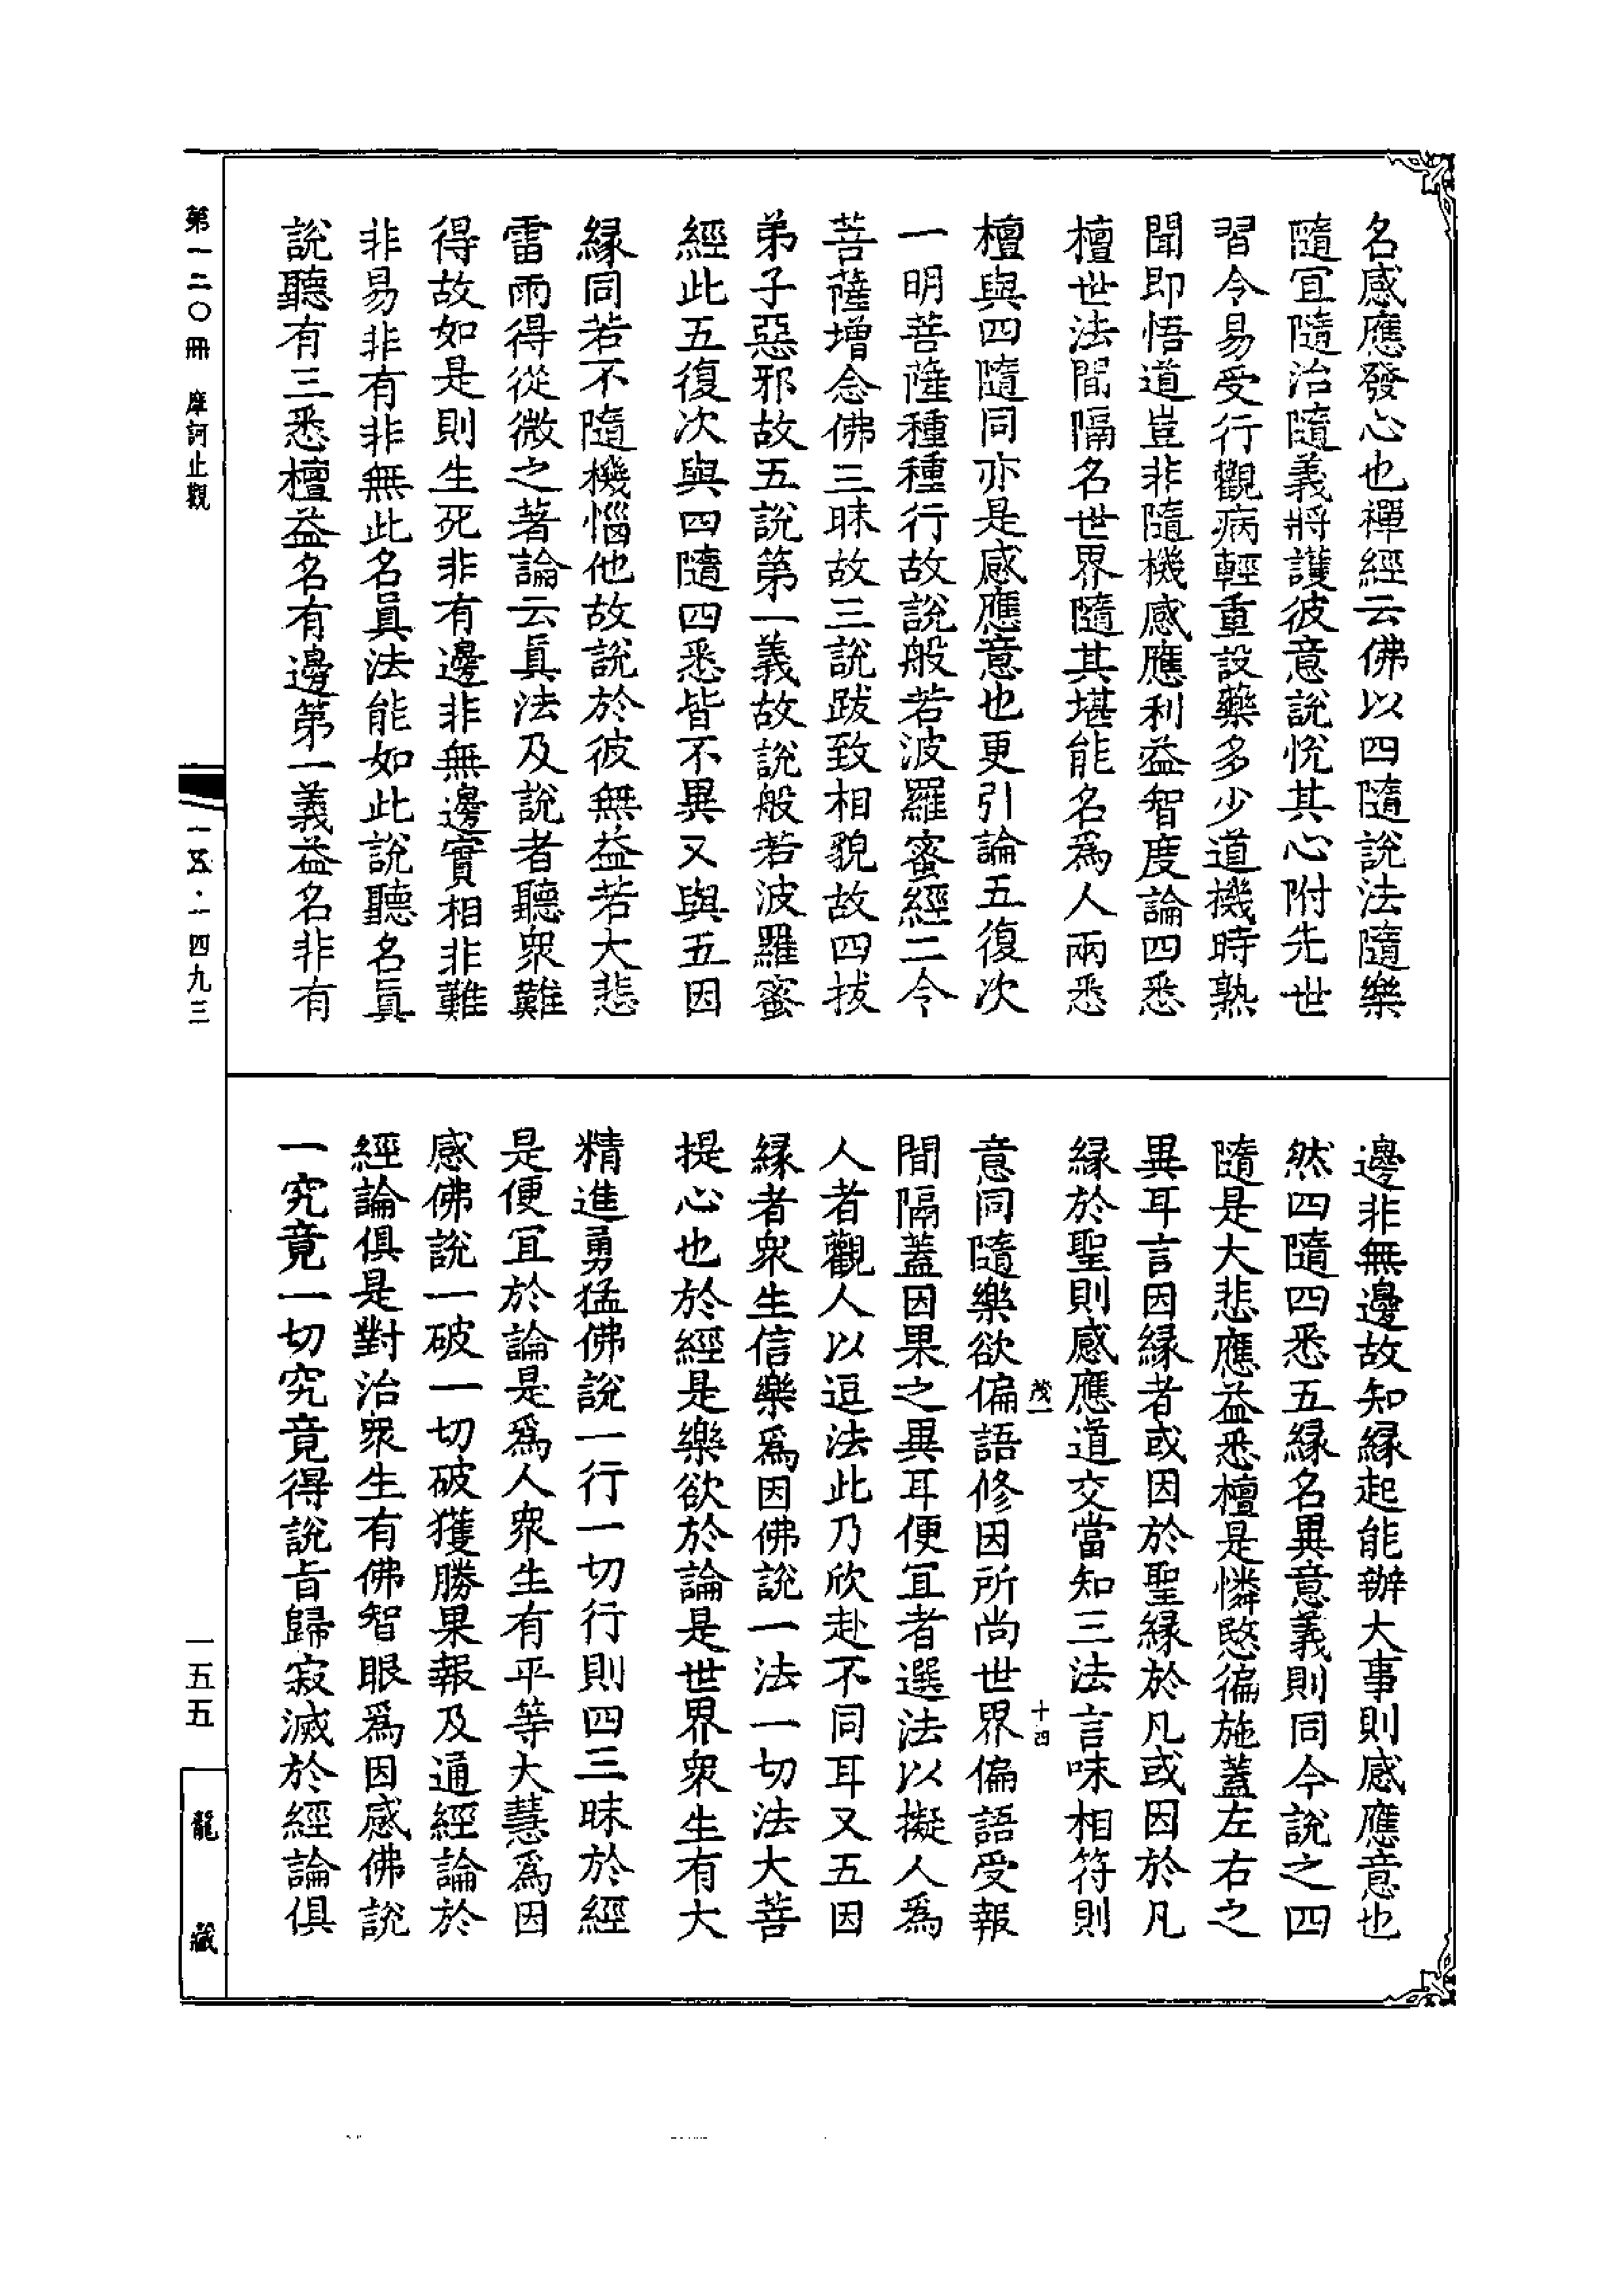 名感應發心也禪經云佛以四隨說法隨樂
隨宜隨治隨義將護彼意說悅其心附先世
習令易受行觀病輕重設藥多少道機時熟
聞即悟道豈非隨機感應利益智度論四悉
檀世法間隔名世界隨其堪能名爲人兩悉
檀與四隨同亦是感應意也更引論五復次
一明菩薩種種行故說般若波羅蜜經二令
菩薩增念佛三昧故三說跋致相貌故四拔
弟子惡邪故五說第一義故說般若波羅蜜
經此五復次與四隨四悉皆不異又與五因
緣同若不隨機惱他故說於彼無益若大悲
雷雨得從微之著論云眞法及說者聽衆難
得故如是則生死非有邊非無邊實相非難
非易非有非無此名眞法能如此說聽名眞
說聽有三悉檀益名有邊第一義益名非有
邊非無邊故知緣起能辦大事則感應意也
然四隨四悉五緣名異意義則同今說之四
隨是大悲應益悉檀是憐愍徧施蓋左右之
異耳言因緣者或因於聖緣於凡或因於凡
緣於聖則感應道交當知三法言味相符則
茂一 十四
意同隨樂欲偏語修因所尚世界偏語受報
間隔蓋因果之異耳便宜者選法以擬人爲
人者觀人以逗法此乃欣赴不同耳又五因
緣者衆生信樂爲因佛說一法一切法大菩
提心也於經是樂欲於論是世界衆生有大
精進勇猛佛說一行一切行則四三昧於經
是便宜於論是爲人衆生有平等大慧爲因
感佛說一破一切破獲勝果報及通經論於
經論俱是對治衆生有佛智眼爲因感佛說
一究竟一切究竟得說旨歸寂滅於經論俱
第一二〇冊 摩訶止觀
一五·一四九三
一五五
龍藏